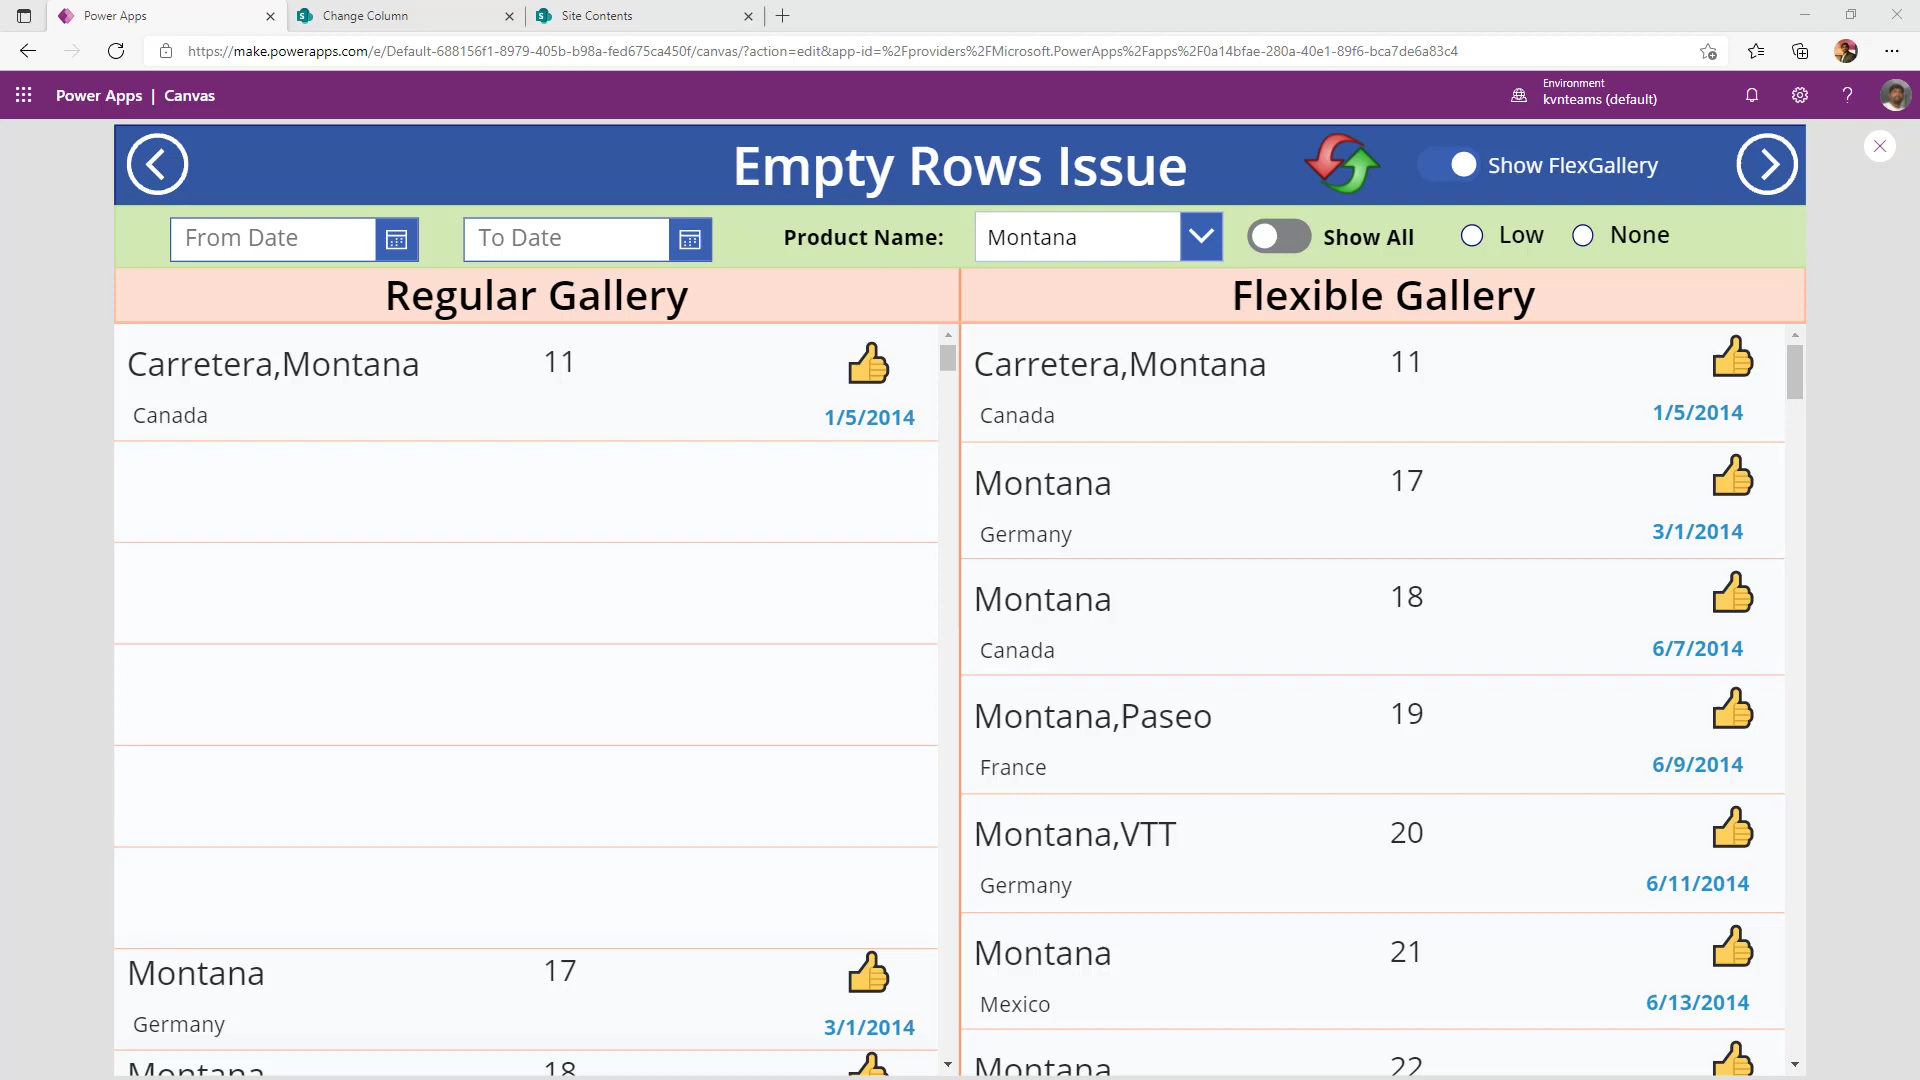 Power Apps
Change Column
Site Contents
https://make.powerapps.com/e/Default-688156f1-8979-405b-b98a-fed675ca450f/canvas/?action=edit&app-id=%2Fproviders%2FMicrosoft.PowerApps%2Fapps%2F0a14bfae-280a-40e1-89f6-bca7de6a83c4
Power Apps | Canvas
Environment
kvnteams (default)
Empty Rows Issue
Show FlexGallery
From Date
To Date
Product Name:
Montana
Show All
Low
None
Regular Gallery
Carretera,Montana 11
Canada 1/5/2014
Montana 17
Germany 3/1/2014
Montana 18
Flexible Gallery
Carretera,Montana 11
Canada 1/5/2014
Montana 17
Germany 3/1/2014
Montana 18
Canada 6/7/2014
Montana,Paseo 19
France 6/9/2014
Montana,VTT 20
Germany 6/11/2014
Montana 21
Mexico 6/13/2014
Montana 22